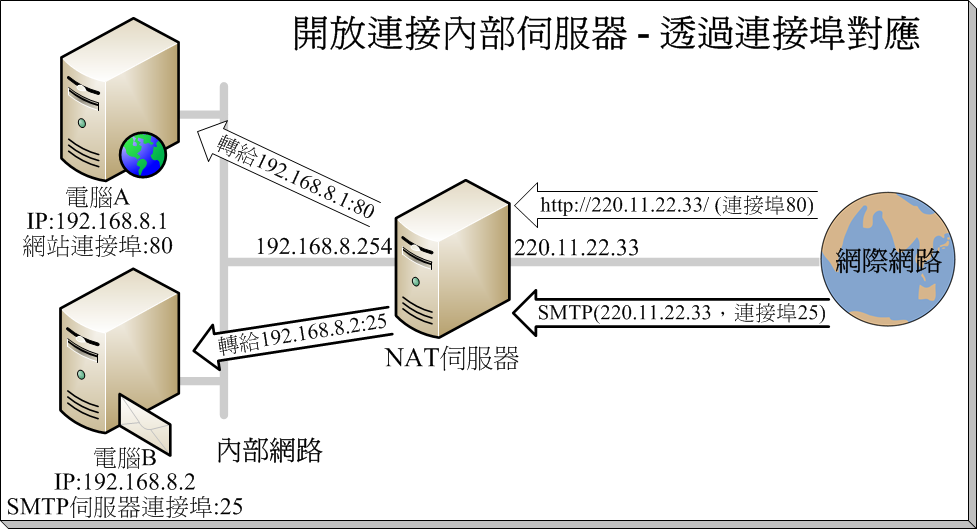 開放連接內部伺服器 - 透過連接埠對應
電腦A
IP:192.168.8.1
網站連接埠:80
轉給192.168.8.1:80
http://220.11.22.33/ (連接埠80)
192.168.8.254
220.11.22.33
網際網路
SMTP(220.11.22.33，連接埠25)
轉給192.168.8.2:25
NAT伺服器
內部網路
電腦B
IP:192.168.8.2
SMTP伺服器連接埠:25